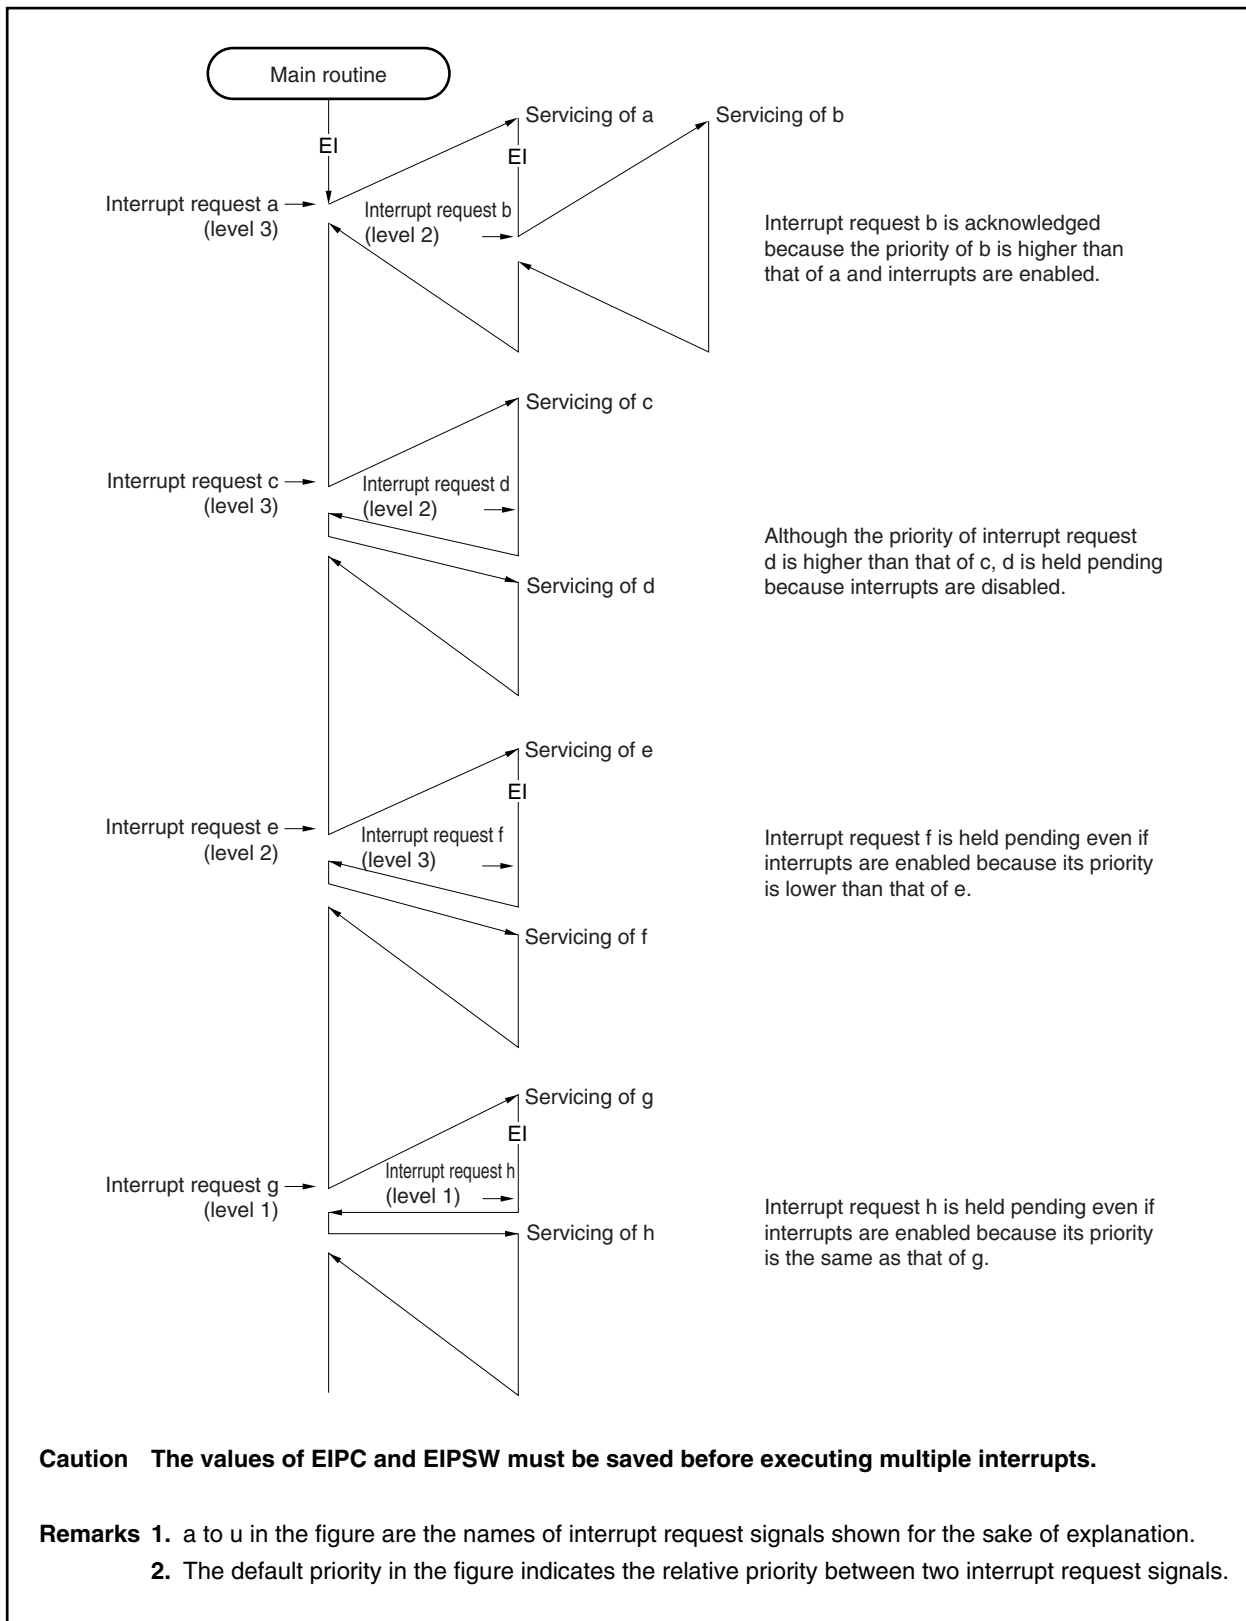 Main routine
EI
Servicing of a
Servicing of b
EI
Interrupt request a
(level 3)
Interrupt request b
(level 2)
Interrupt request b is acknowledged
because the priority of b is higher than
that of a and interrupts are enabled.
Servicing of c
Interrupt request c
(level 3)
Interrupt request d
(level 2)
Although the priority of interrupt request
d is higher than that of c, d is held pending
because interrupts are disabled.
Servicing of d
Servicing of e
EI
Interrupt request e
(level 2)
Interrupt request f
(level 3)
Interrupt request f is held pending even if
interrupts are enabled because its priority
is lower than that of e.
Servicing of f
Servicing of g
EI
Interrupt request g
(level 1)
Interrupt request h
(level 1)
Interrupt request h is held pending even if
interrupts are enabled because its priority
is the same as that of g.
Servicing of h
Caution The values of EIPC and EIPSW must be saved before executing multiple interrupts.
Remarks 1. a to u in the figure are the names of interrupt request signals shown for the sake of explanation.
2. The default priority in the figure indicates the relative priority between two interrupt request signals.